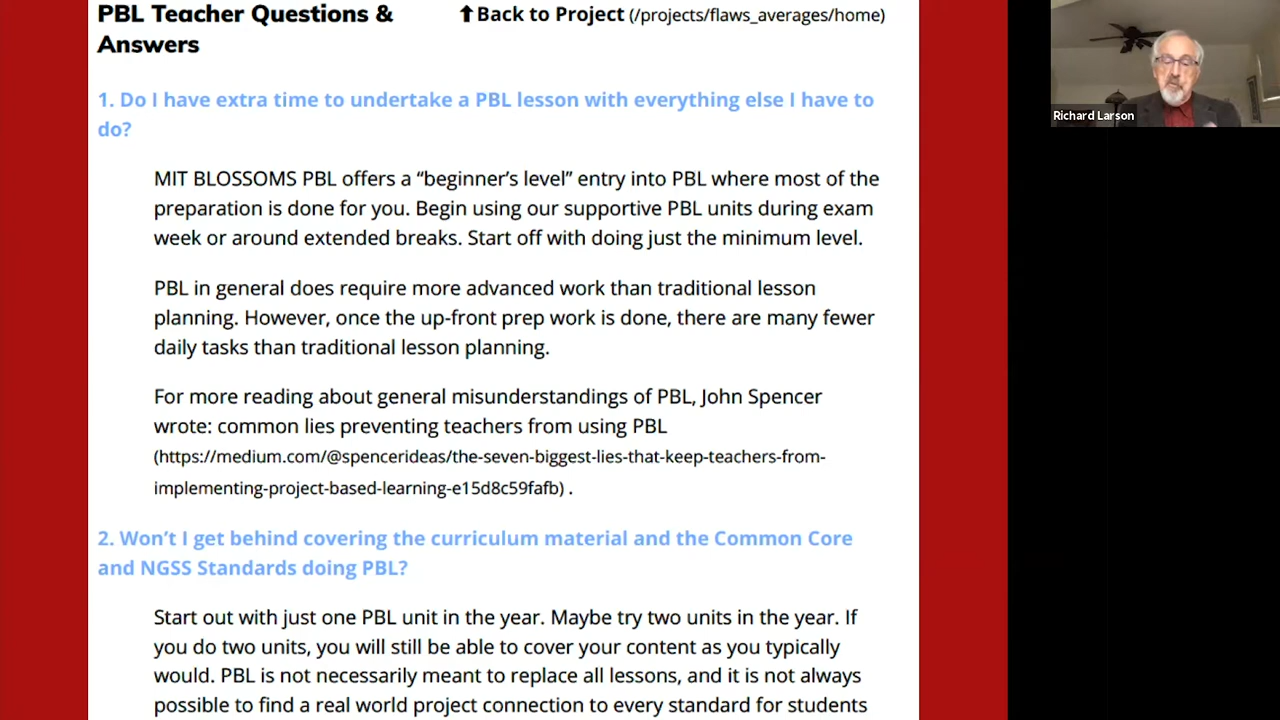 PBL Teacher Questions &
Answers
⬆Back to Project (/projects/flaws_averages/home)
1. Do I have extra time to undertake a PBL lesson with everything else I have to
do?
MIT BLOSSOMS PBL offers a “beginner’s level” entry into PBL where most of the
preparation is done for you. Begin using our supportive PBL units during exam
week or around extended breaks. Start off with doing just the minimum level.
PBL in general does require more advanced work than traditional lesson
planning. However, once the up-front prep work is done, there are many fewer
daily tasks than traditional lesson planning.
For more reading about general misunderstandings of PBL, John Spencer
wrote: common lies preventing teachers from using PBL
(https://medium.com/@spencerideas/the-seven-biggest-lies-that-keep-teachers-from-
implementing-project-based-learning-e15d8c59fafb) .
2. Won’t I get behind covering the curriculum material and the Common Core
and NGSS Standards doing PBL?
Start out with just one PBL unit in the year. Maybe try two units in the year. If
you do two units, you will still be able to cover your content as you typically
would. PBL is not necessarily meant to replace all lessons, and it is not always
possible to find a real world project connection to every standard for students
Richard Larson